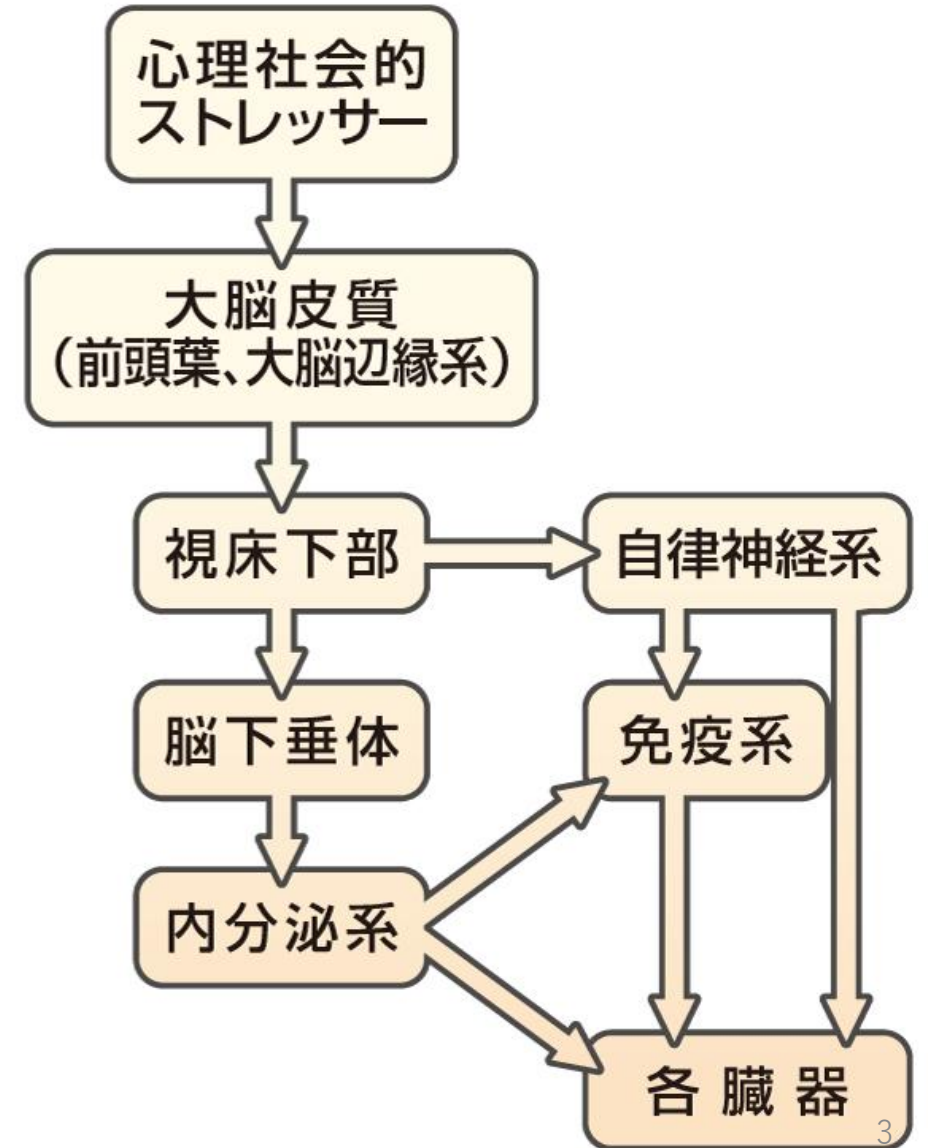 心理社会的
ストレッサー
大脳皮質
(前頭葉、大脳辺縁系)
視床下部
自律神経系
脳下垂体
免疫系
内分泌系
各臓器
3